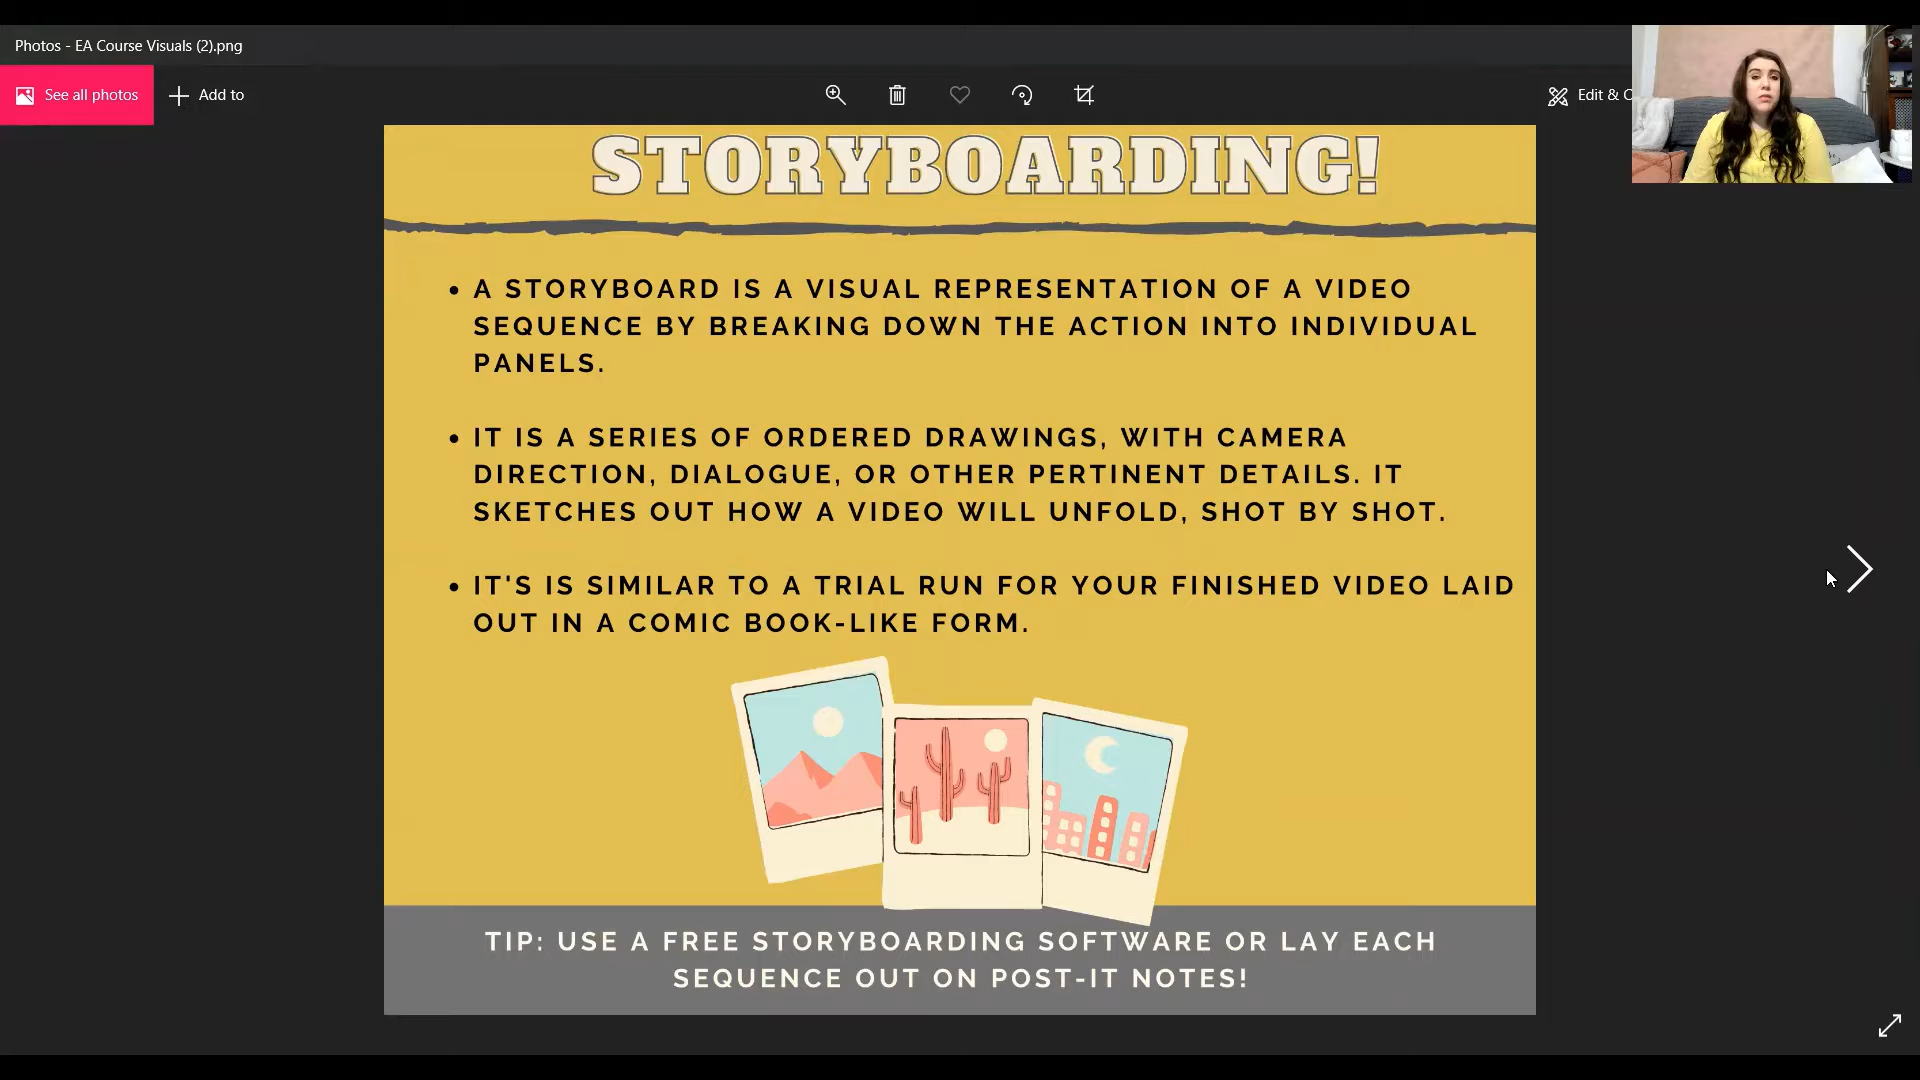 Photos - EA Course Visuals (2).png
See all photos
Add to
Edit & C
STORYBOARDING!
• A STORYBOARD IS A VISUAL REPRESENTATION OF A VIDEO
SEQUENCE BY BREAKING DOWN THE ACTION INTO INDIVIDUAL
PANELS.
• IT IS A SERIES OF ORDERED DRAWINGS, WITH CAMERA
DIRECTION, DIALOGUE, OR OTHER PERTINENT DETAILS. IT
SKETCHES OUT HOW A VIDEO WILL UNFOLD, SHOT BY SHOT.
• IT'S IS SIMILAR TO A TRIAL RUN FOR YOUR FINISHED VIDEO LAID
OUT IN A COMIC BOOK-LIKE FORM.
TIP: USE A FREE STORYBOARDING SOFTWARE OR LAY EACH
SEQUENCE OUT ON POST-IT NOTES!